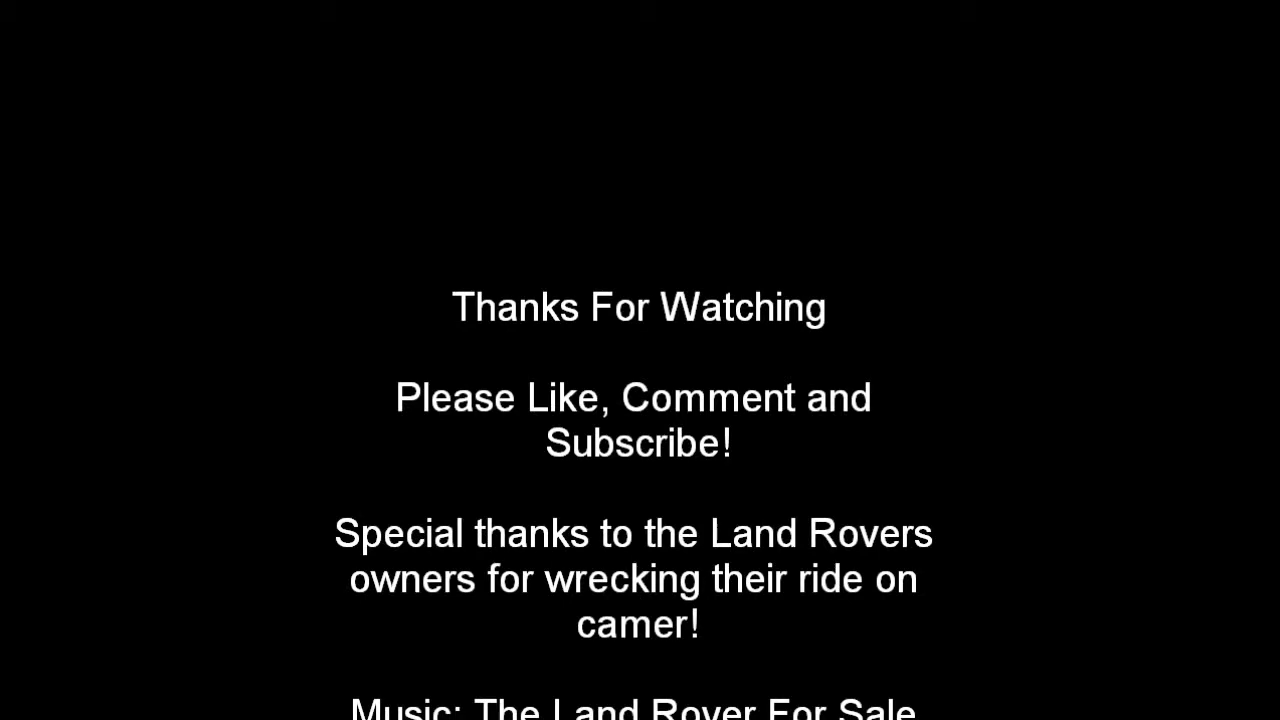 Thanks For Watching
Please Like, Comment and
Subscribe!
Special thanks to the Land Rovers
owners for wrecking their ride on
camer!
Music: The Land Rover For Sale